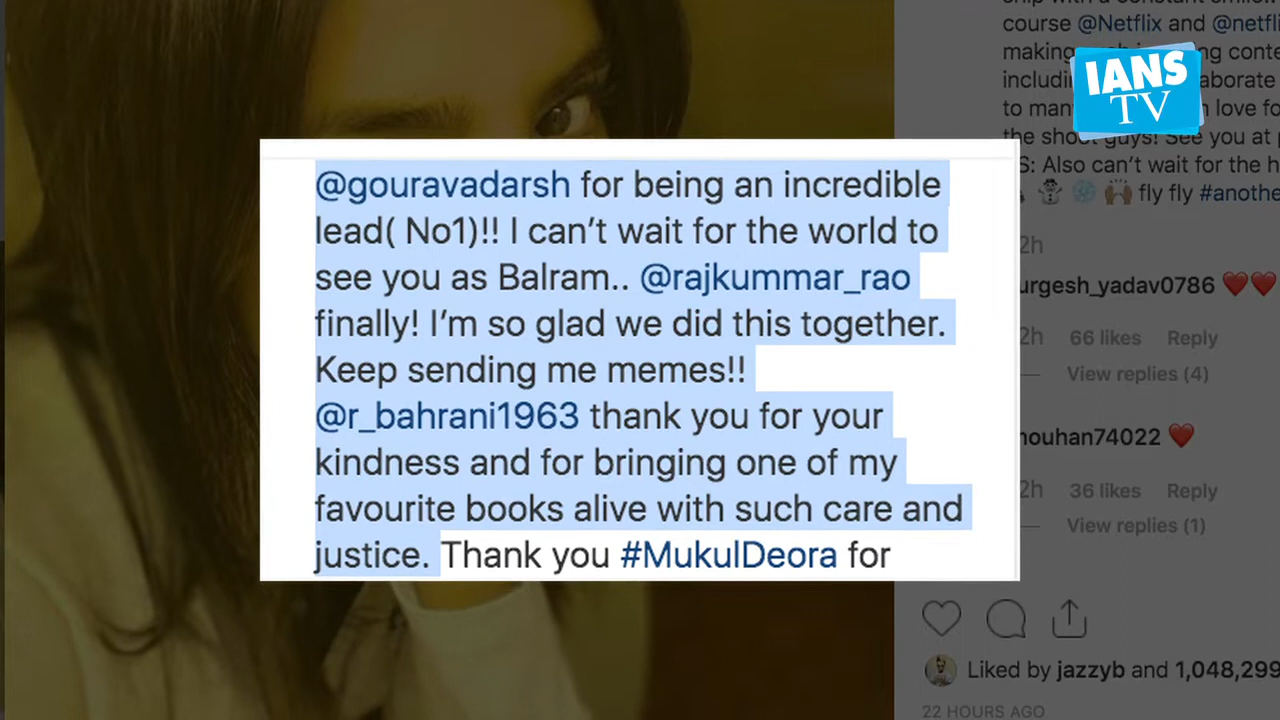 ship with a constant smile..
course @Netflix and @netfli
making
including
to man
the shoot guys! See you at
S: Also can't wait for the h
fly fly #anothe
IANS
TV
@gouravadarsh for being an incredible
lead( No1)!! I can't wait for the world to
see you as Balram.. @rajkummar_rao
finally! I'm so glad we did this together.
Keep sending me memes!!
@r_bahrani1963 thank you for your
kindness and for bringing one of my
favourite books alive with such care and
justice. Thank you #MukulDeora for
2h
urgesh_yadav0786 ❤️❤️
2h 66 likes Reply
View replies (4)
houhan74022 ❤️
2h 36 likes Reply
View replies (1)
Liked by jazzyb and 1,048,299
22 HOURS AGO